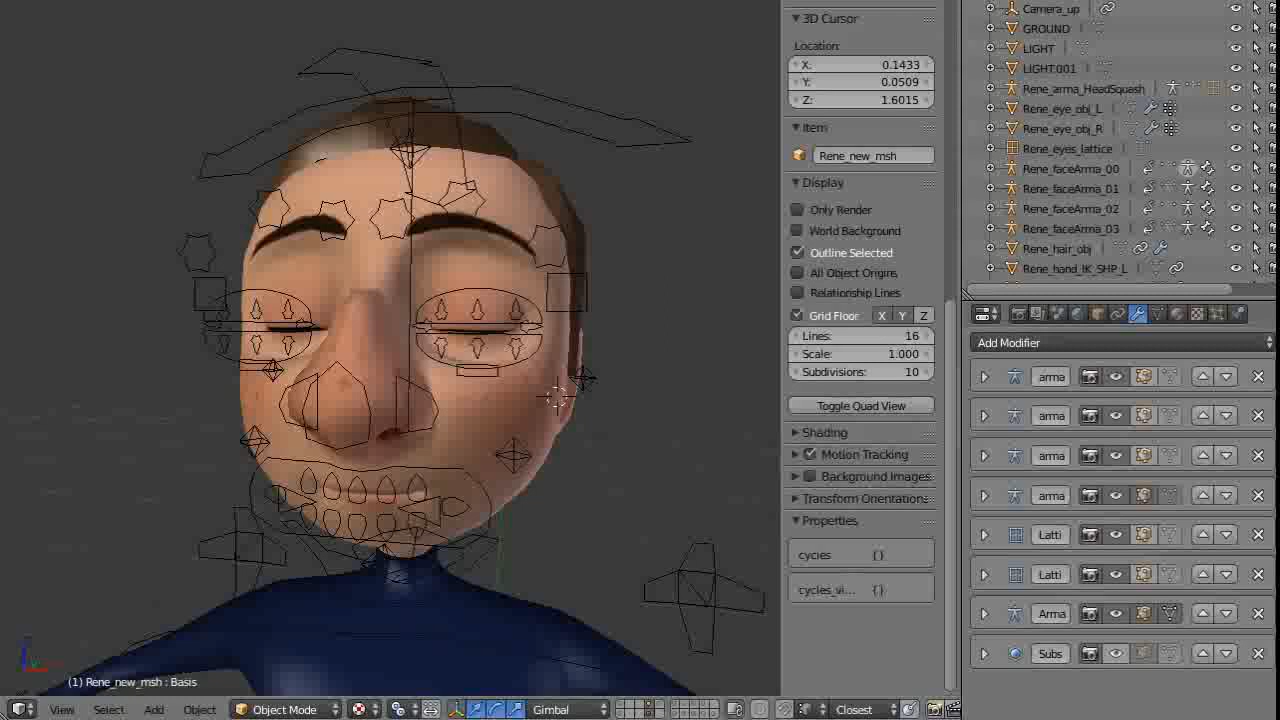 3D Cursor
Location:
X: 0.1433
Y: 0.0509
Z: 1.6015
Item
Rene_new_msh
Display
Only Render
World Background
Outline Selected
All Object Origins
Relationship Lines
Grid Floor X Y Z
Lines: 16
Scale: 1.000
Subdivisions: 10
Toggle Quad View
Shading
Motion Tracking
Background Images
Transform Orientation
Properties
cycles {}
cycles_vi... {}
Camera_up
GROUND
LIGHT
LIGHT.001
Rene_arma_HeadSquash
Rene_eye_obj_L
Rene_eye_obj_R
Rene_eyes_lattice
Rene_faceArma_00
Rene_faceArma_01
Rene_faceArma_02
Rene_faceArma_03
Rene_hair_obj
Rene_hand_IK_SHP_L
Add Modifier
arma
arma
arma
arma
Latti
Latti
Arma
Subs
(1) Rene_new_msh : Basis
View Select Add Object Object Mode Gimbal Closest